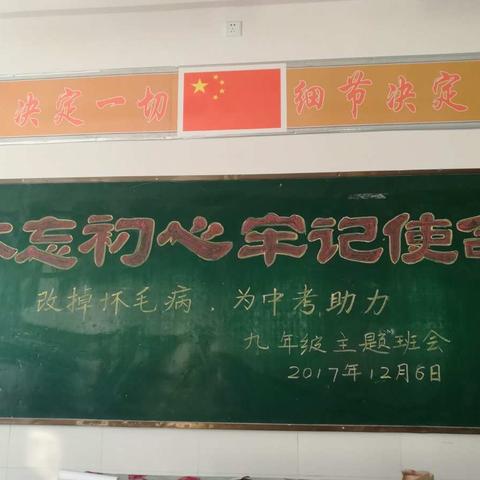 决定一切 细节决定
不忘初心牢记使命
改掉坏毛病、为中考助力
九年级主题班会
2017年12月6日